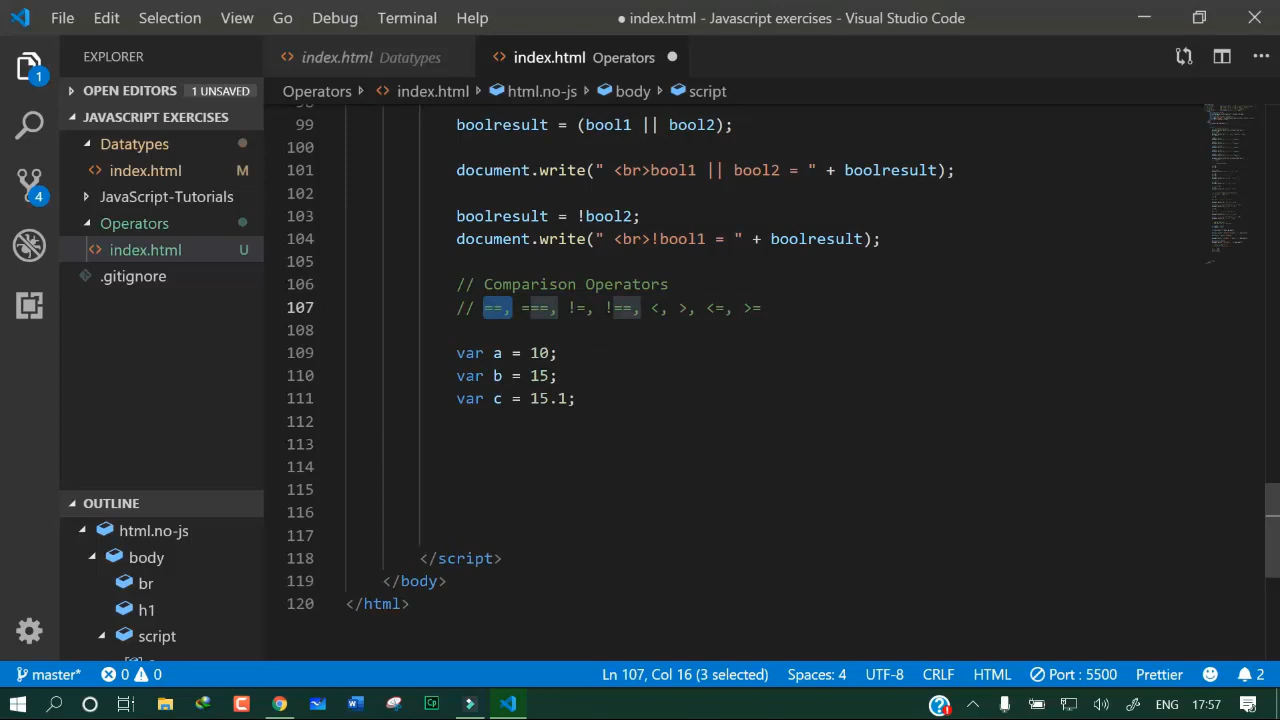 File Edit Selection View Go Debug Terminal Help
● index.html - Javascript exercises - Visual Studio Code
EXPLORER
index.html Datatypes
index.html Operators
OPEN EDITORS 1 UNSAVED
Operators index.html html.no-js body script
JAVASCRIPT EXERCISES
Datatypes
index.html M
JavaScript-Tutorials
Operators
index.html U
.gitignore
OUTLINE
html.no-js
body
br
h1
script
1
4
99 boolresult = (bool1 || bool2);
100
101 document.write(" <br>bool1 || bool2 = " + boolresult);
102
103 boolresult = !bool2;
104 document.write(" <br>!bool1 = " + boolresult);
105
106 // Comparison Operators
107 // ==, ===, !=, !==, <, >, <=, >=
108
109 var a = 10;
110 var b = 15;
111 var c = 15.1;
112
113
114
115
116
117
118 </script>
119 </body>
120 </html>
master* 0 0 Ln 107, Col 16 (3 selected) Spaces: 4 UTF-8 CRLF HTML Port : 5500 Prettier 2
W Cp ENG 17:57